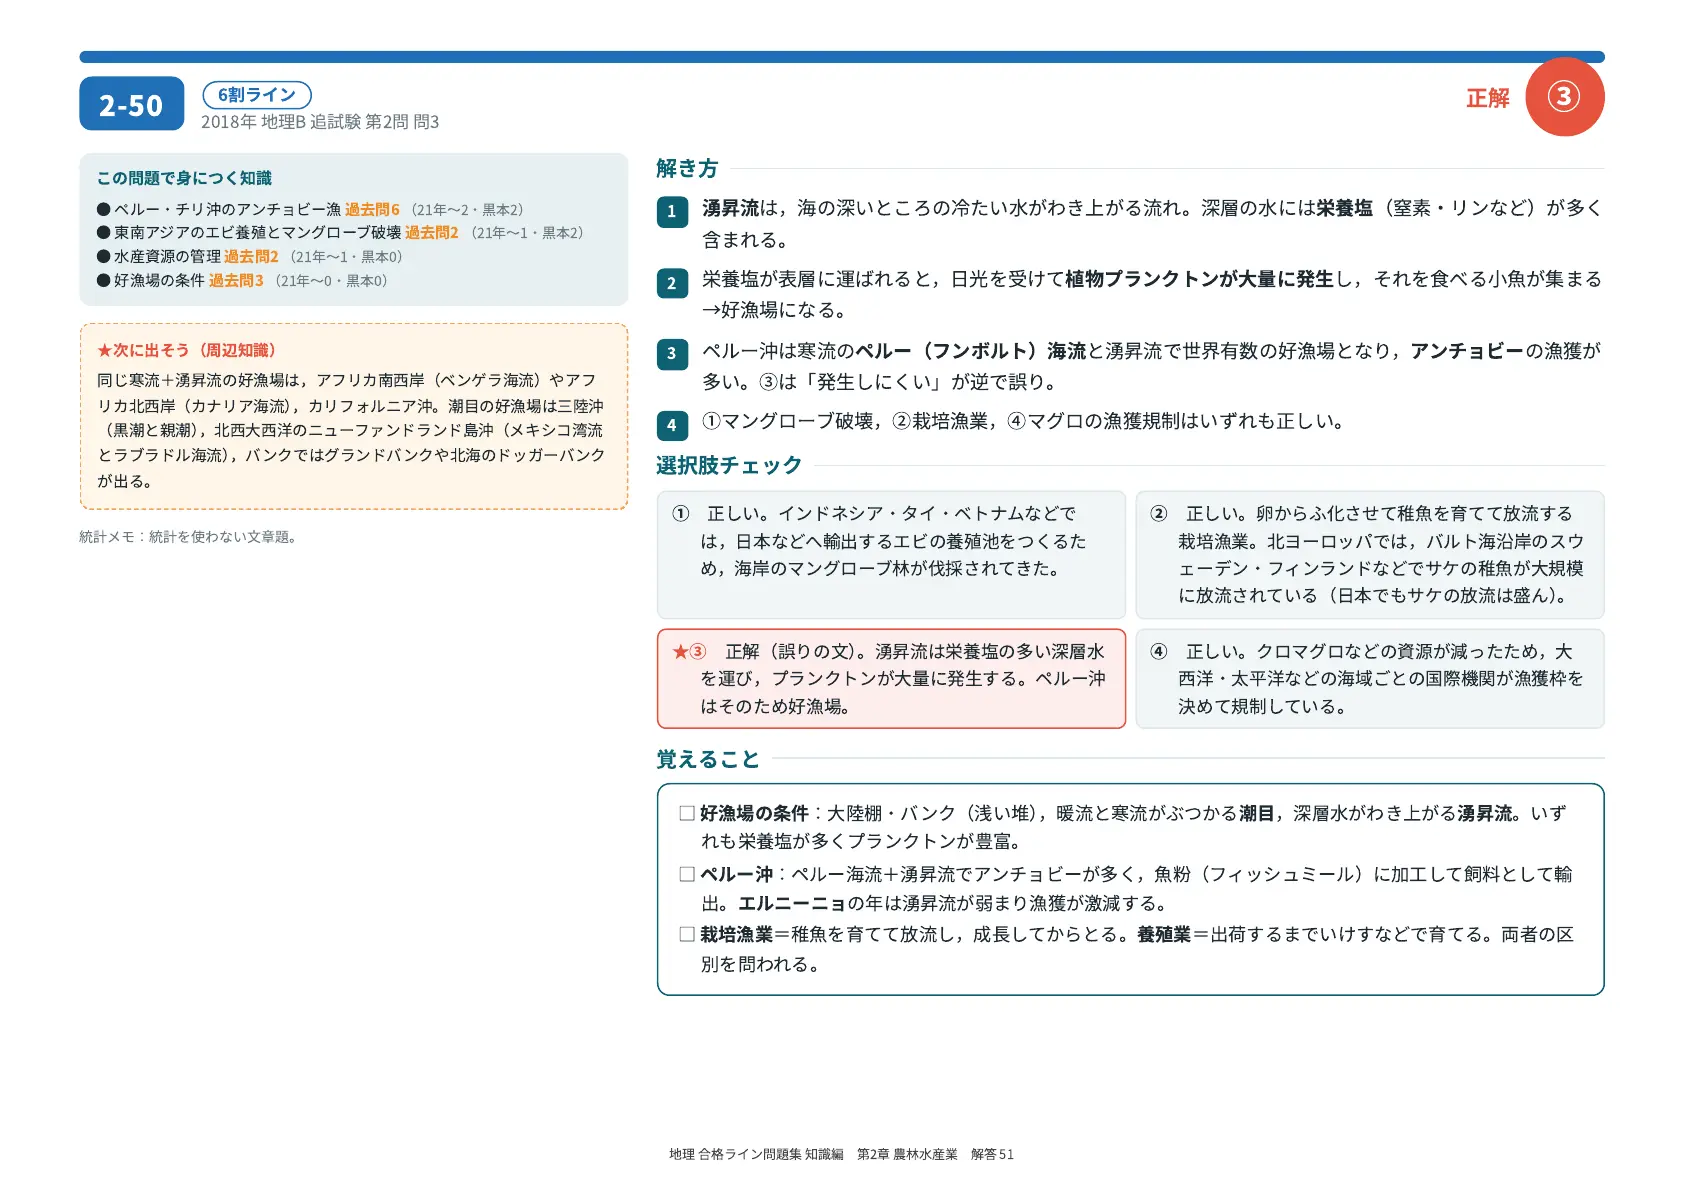 2-50
6割ライン
2018年 地理B 追試験 第2問 問3
正解 ③
この問題で身につく知識
● ペルー・チリ沖のアンチョビー漁 過去問6 （21年〜2・黒本2）
● 東南アジアのエビ養殖とマングローブ破壊 過去問2 （21年〜1・黒本2）
● 水産資源の管理 過去問2 （21年〜1・黒本0）
● 好漁場の条件 過去問3 （21年〜0・黒本0）
★次に出そう（周辺知識）
同じ寒流＋湧昇流の好漁場は，アフリカ南西岸（ベンゲラ海流）やアフ
リカ北西岸（カナリア海流），カリフォルニア沖。潮目の好漁場は三陸沖
（黒潮と親潮），北西大西洋のニューファンドランド島沖（メキシコ湾流
とラブラドル海流），バンクではグランドバンクや北海のドッガーバンク
が出る。
統計メモ：統計を使わない文章題。
解き方
1 湧昇流は，海の深いところの冷たい水がわき上がる流れ。深層の水には栄養塩（窒素・リンなど）が多く
含まれる。
2 栄養塩が表層に運ばれると，日光を受けて植物プランクトンが大量に発生し，それを食べる小魚が集まる
→好漁場になる。
3 ペルー沖は寒流のペルー（フンボルト）海流と湧昇流で世界有数の好漁場となり，アンチョビーの漁獲が
多い。③は「発生しにくい」が逆で誤り。
4 ①マングローブ破壊，②栽培漁業，④マグロの漁獲規制はいずれも正しい。
選択肢チェック
① 正しい。インドネシア・タイ・ベトナムなどで
は，日本などへ輸出するエビの養殖池をつくるた
め，海岸のマングローブ林が伐採されてきた。
② 正しい。卵からふ化させて稚魚を育てて放流する
栽培漁業。北ヨーロッパでは，バルト海沿岸のスウ
ェーデン・フィンランドなどでサケの稚魚が大規模
に放流されている（日本でもサケの放流は盛ん）。
★③ 正解（誤りの文）。湧昇流は栄養塩の多い深層水
を運び，プランクトンが大量に発生する。ペルー沖
はそのため好漁場。
④ 正しい。クロマグロなどの資源が減ったため，大
西洋・太平洋などの海域ごとの国際機関が漁獲枠を
決めて規制している。
覚えること
□ 好漁場の条件：大陸棚・バンク（浅い堆），暖流と寒流がぶつかる潮目，深層水がわき上がる湧昇流。いず
れも栄養塩が多くプランクトンが豊富。
□ ペルー沖：ペルー海流＋湧昇流でアンチョビーが多く，魚粉（フィッシュミール）に加工して飼料として輸
出。エルニーニョの年は湧昇流が弱まり漁獲が激減する。
□ 栽培漁業＝稚魚を育てて放流し，成長してからとる。養殖業＝出荷するまでいけすなどで育てる。両者の区
別を問われる。
地理 合格ライン問題集 知識編 第2章 農林水産業 解答51